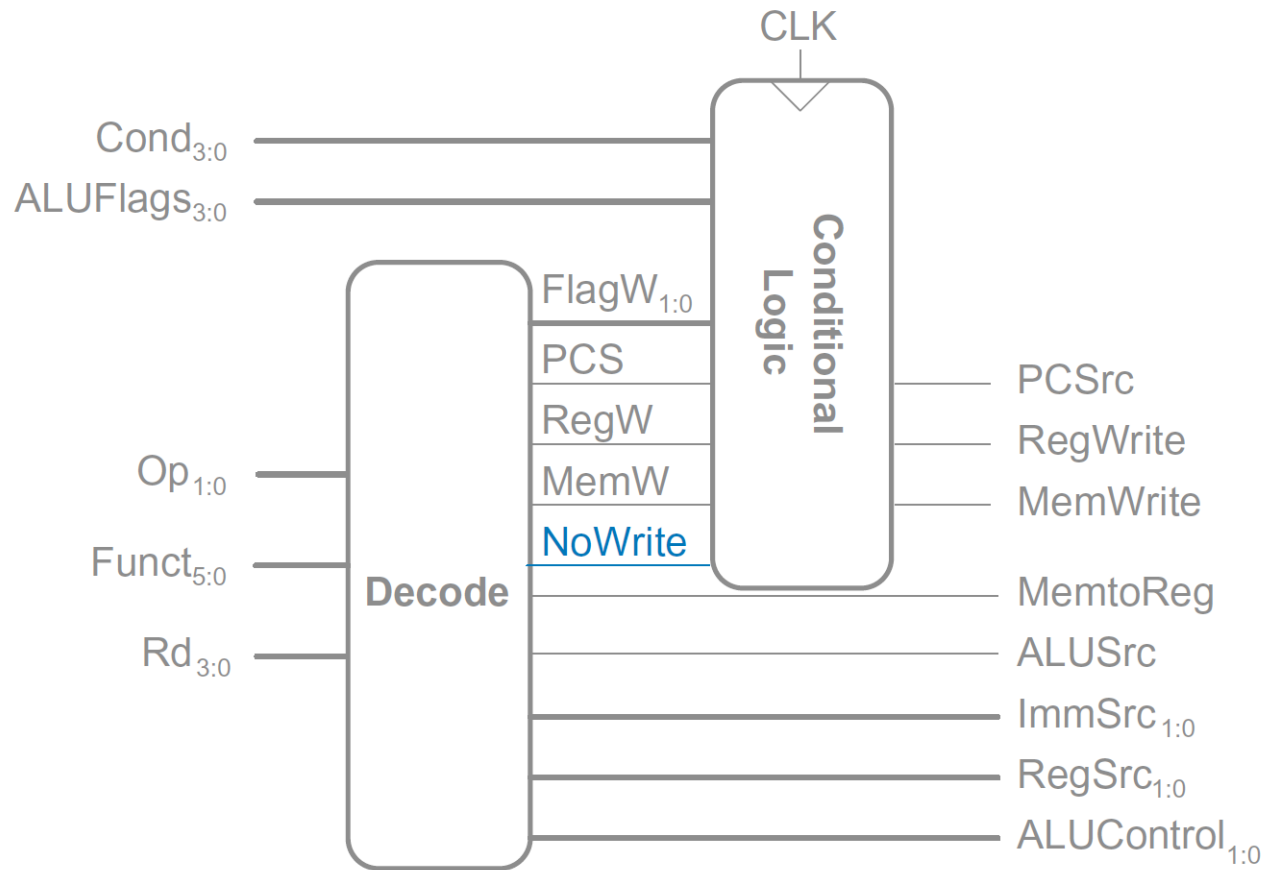 CLK
Cond3:0
ALUFlags3:0
Conditional
Logic
FlagW1:0
PCS
RegW
MemW
NoWrite
PCSrc
RegWrite
MemWrite
Op1:0
Funct5:0
Rd3:0
Decode
MemtoReg
ALUSrc
ImmSrc1:0
RegSrc1:0
ALUControl1:0